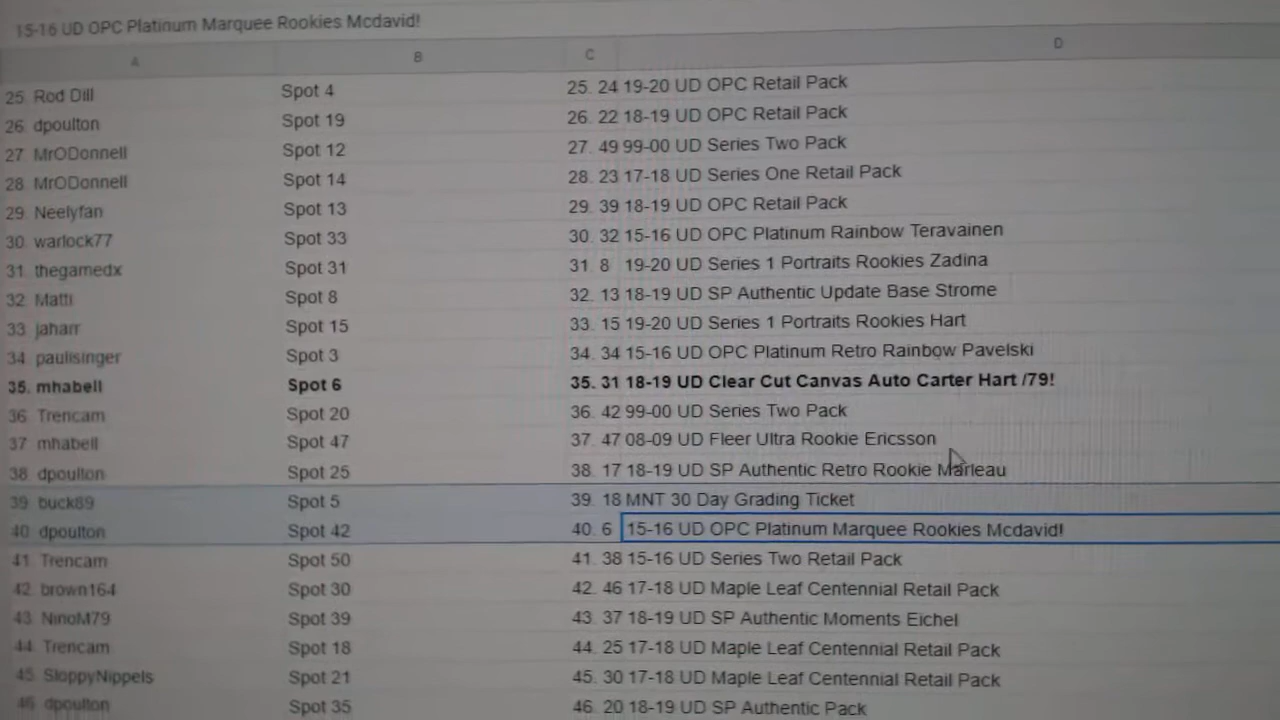 15-16 UD OPC Platinum Marquee Rookies Mcdavid!
A B C D
25. Rod Dill Spot 4 25. 24 19-20 UD OPC Retail Pack
26. dpoulton Spot 19 26. 22 18-19 UD OPC Retail Pack
27. MrODonnell Spot 12 27. 49 99-00 UD Series Two Pack
28. MrODonnell Spot 14 28. 23 17-18 UD Series One Retail Pack
29. Neelyfan Spot 13 29. 39 18-19 UD OPC Retail Pack
30. warlock77 Spot 33 30. 32 15-16 UD OPC Platinum Rainbow Teravainen
31. thegamedx Spot 31 31. 8 19-20 UD Series 1 Portraits Rookies Zadina
32. Matti Spot 8 32. 13 18-19 UD SP Authentic Update Base Strome
33. jaharr Spot 15 33. 15 19-20 UD Series 1 Portraits Rookies Hart
34. paulisinger Spot 3 34. 34 15-16 UD OPC Platinum Retro Rainbow Pavelski
35. mhabell Spot 6 35. 31 18-19 UD Clear Cut Canvas Auto Carter Hart /79!
36. Trencam Spot 20 36. 42 99-00 UD Series Two Pack
37. mhabell Spot 47 37. 47 08-09 UD Fleer Ultra Rookie Ericsson
38. dpoulton Spot 25 38. 17 18-19 UD SP Authentic Retro Rookie Marleau
39. buck89 Spot 5 39. 18 MNT 30 Day Grading Ticket
40. dpoulton Spot 42 40. 6 15-16 UD OPC Platinum Marquee Rookies Mcdavid!
41. Trencam Spot 50 41. 38 15-16 UD Series Two Retail Pack
42. brown164 Spot 30 42. 46 17-18 UD Maple Leaf Centennial Retail Pack
43. NinoM79 Spot 39 43. 37 18-19 UD SP Authentic Moments Eichel
44. Trencam Spot 18 44. 25 17-18 UD Maple Leaf Centennial Retail Pack
45. SloppyNippels Spot 21 45. 30 17-18 UD Maple Leaf Centennial Retail Pack
46. dpoulton Spot 35 46. 20 18-19 UD SP Authentic Pack